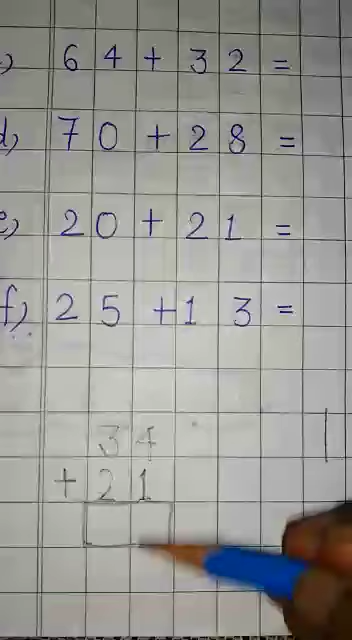 ) 64 + 32 =
d) 70 + 28 =
e) 20 + 21 =
f) 25 + 13 =
34
+ 21